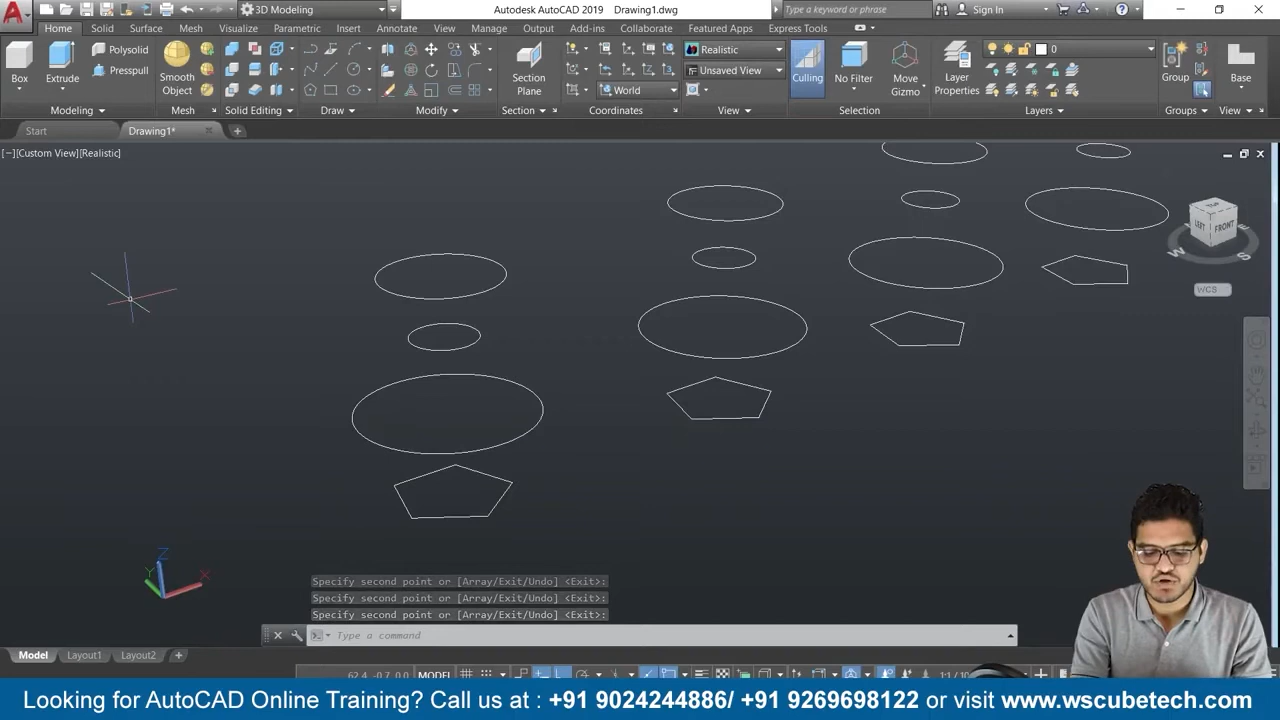 3D Modeling
Autodesk AutoCAD 2019 Drawing1.dwg
Type a keyword or phrase
Sign In
Home Solid Surface Mesh Visualize Parametric Insert Annotate View Manage Output Add-ins Collaborate Featured Apps Express Tools
Box
Extrude
Polysolid
Presspull
Smooth
Object
Section
Plane
World
Realistic
Unsaved View
Culling
No Filter
Move
Gizmo
0
Layer
Properties
Group
Base
Modeling Mesh Solid Editing Draw Modify Section Coordinates View Selection Layers Groups View
Start
Drawing1*
[−][Custom View][Realistic]
TOP
LEFT FRONT
W S
WCS
Z
Y X
Specify second point or [Array/Exit/Undo] <Exit>:
Specify second point or [Array/Exit/Undo] <Exit>:
Specify second point or [Array/Exit/Undo] <Exit>:
Type a command
Model Layout1 Layout2
MODEL
Looking for AutoCAD Online Training? Call us at : +91 9024244886/ +91 9269698122 or visit www.wscubetech.com